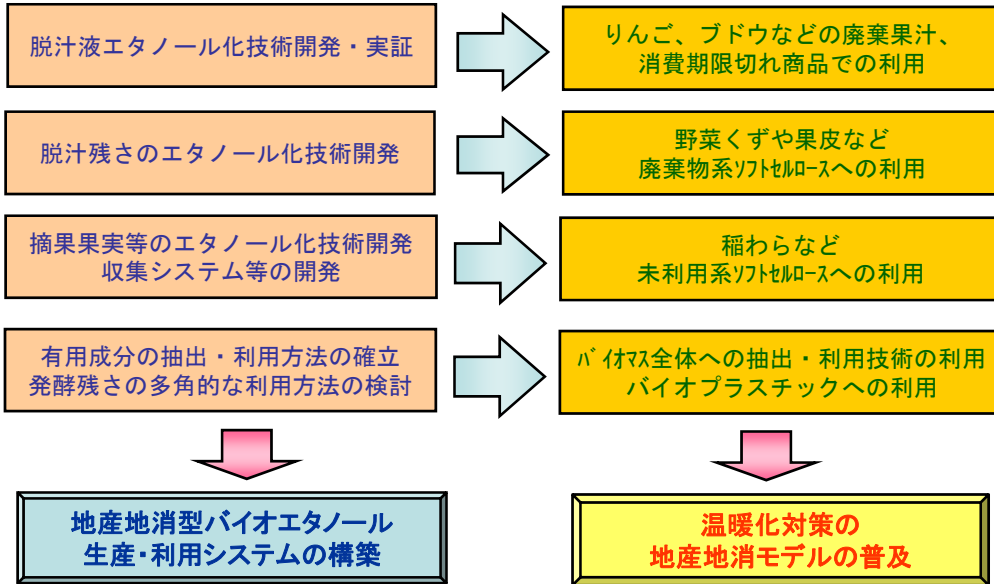 脱汁液エタノール化技術開発・実証
りんご、ブドウなどの廃棄果汁、
消費期限切れ商品での利用
脱汁残さのエタノール化技術開発
野菜くずや果皮など
廃棄物系ｿﾌﾄｾﾙﾛｰｽへの利用
摘果果実等のエタノール化技術開発
収集システム等の開発
稲わらなど
未利用系ｿﾌﾄｾﾙﾛｰｽへの利用
有用成分の抽出・利用方法の確立
発酵残さの多角的な利用方法の検討
ﾊﾞｲｵﾏｽ全体への抽出・利用技術の利用
バイオプラスチックへの利用
地産地消型バイオエタノール
生産・利用システムの構築
温暖化対策の
地産地消モデルの普及